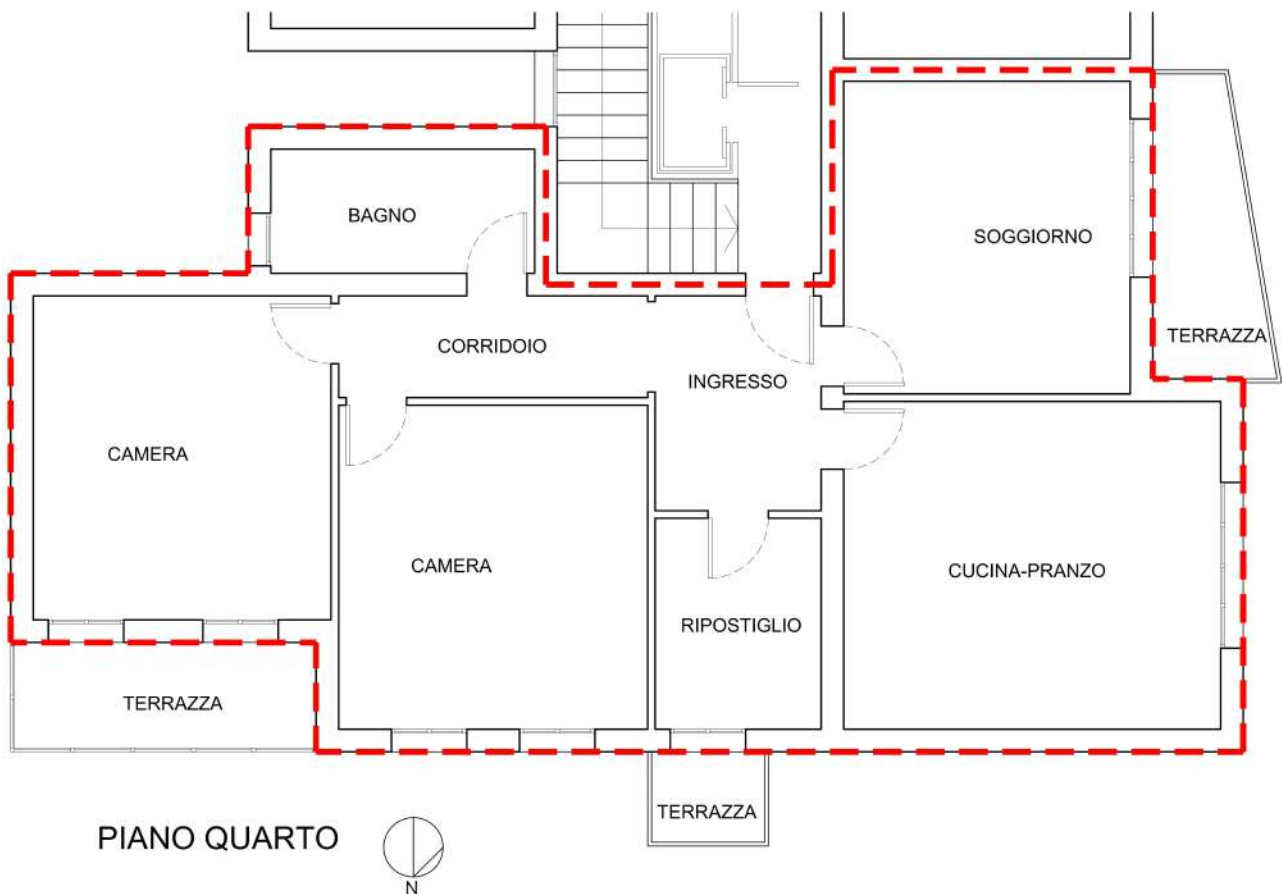 BAGNO
SOGGIORNO
TERRAZZA
CORRIDOIO
INGRESSO
CAMERA
CAMERA
CUCINA-PRANZO
RIPOSTIGLIO
TERRAZZA
TERRAZZA
PIANO QUARTO
N